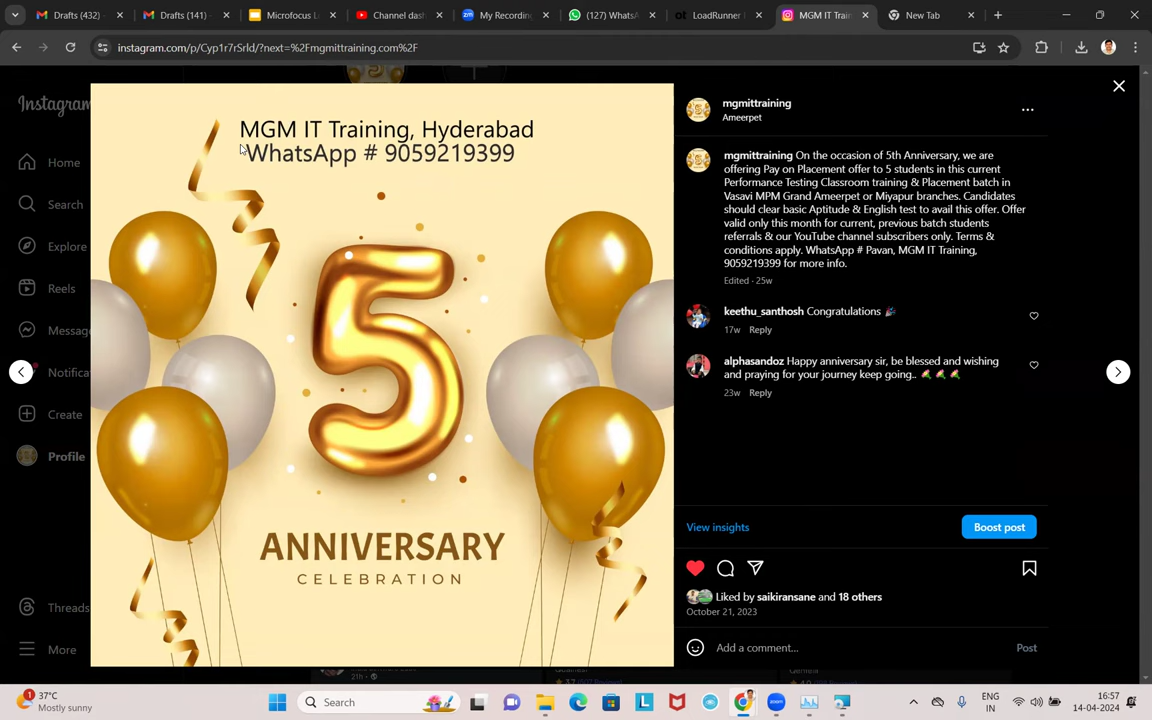 Drafts (432)
Drafts (141)
Microfocus L
Channel das
My Recordin
(127) WhatsA
LoadRunner
MGM IT Train
New Tab
instagram.com/p/Cyp1r7rSrld/?next=%2Fmgmittraining.com%2F
Instagram
Home
Search
Explore
Reels
Messag
Notifica
Create
Profile
Threads
More
MGM IT Training, Hyderabad
WhatsApp # 9059219399
5
ANNIVERSARY
CELEBRATION
mgmittraining
Ameerpet
mgmittraining On the occasion of 5th Anniversary, we are
offering Pay on Placement offer to 5 students in this current
Performance Testing Classroom training & Placement batch in
Vasavi MPM Grand Ameerpet or Miyapur branches. Candidates
should clear basic Aptitude & English test to avail this offer. Offer
valid only this month for current, previous batch students
referrals & our YouTube channel subscribers only. Terms &
conditions apply. WhatsApp # Pavan, MGM IT Training,
9059219399 for more info.
Edited · 25w
keethu_santhosh Congratulations
17w Reply
alphasandoz Happy anniversary sir, be blessed and wishing
and praying for your journey keep going..
23w Reply
View insights
Boost post
Liked by saikiransane and 18 others
October 21, 2023
Add a comment...
Post
21h
1
37°C
Mostly sunny
Search
ENG
IN
16:57
14-04-2024